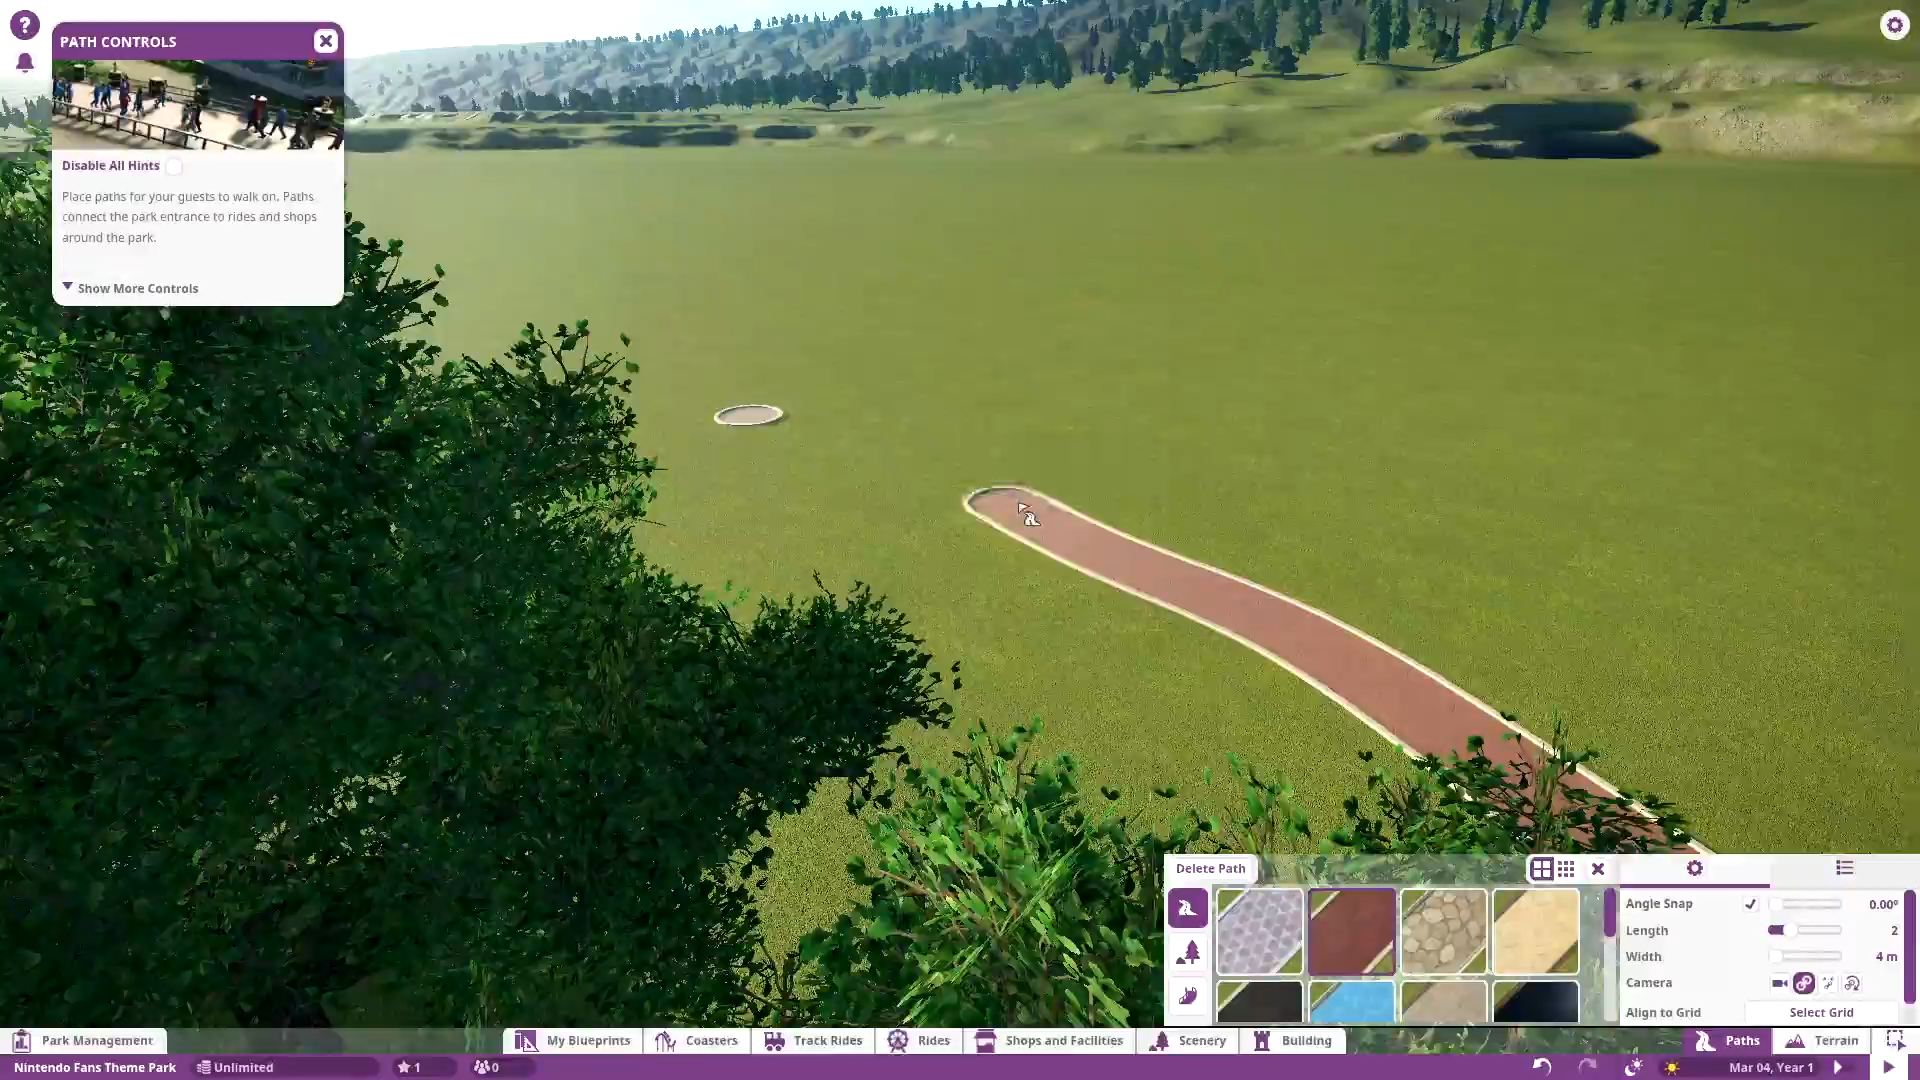 ?
PATH CONTROLS
Disable All Hints
Place paths for your guests to walk on. Paths
connect the park entrance to rides and shops
around the park.
Show More Controls
Delete Path
Angle Snap 0.00°
Length 2
Width 4 m
Camera
Align to Grid Select Grid
Park Management My Blueprints Coasters Track Rides Rides Shops and Facilities Scenery Building Paths Terrain
Nintendo Fans Theme Park Unlimited 1 0 Mar 04, Year 1